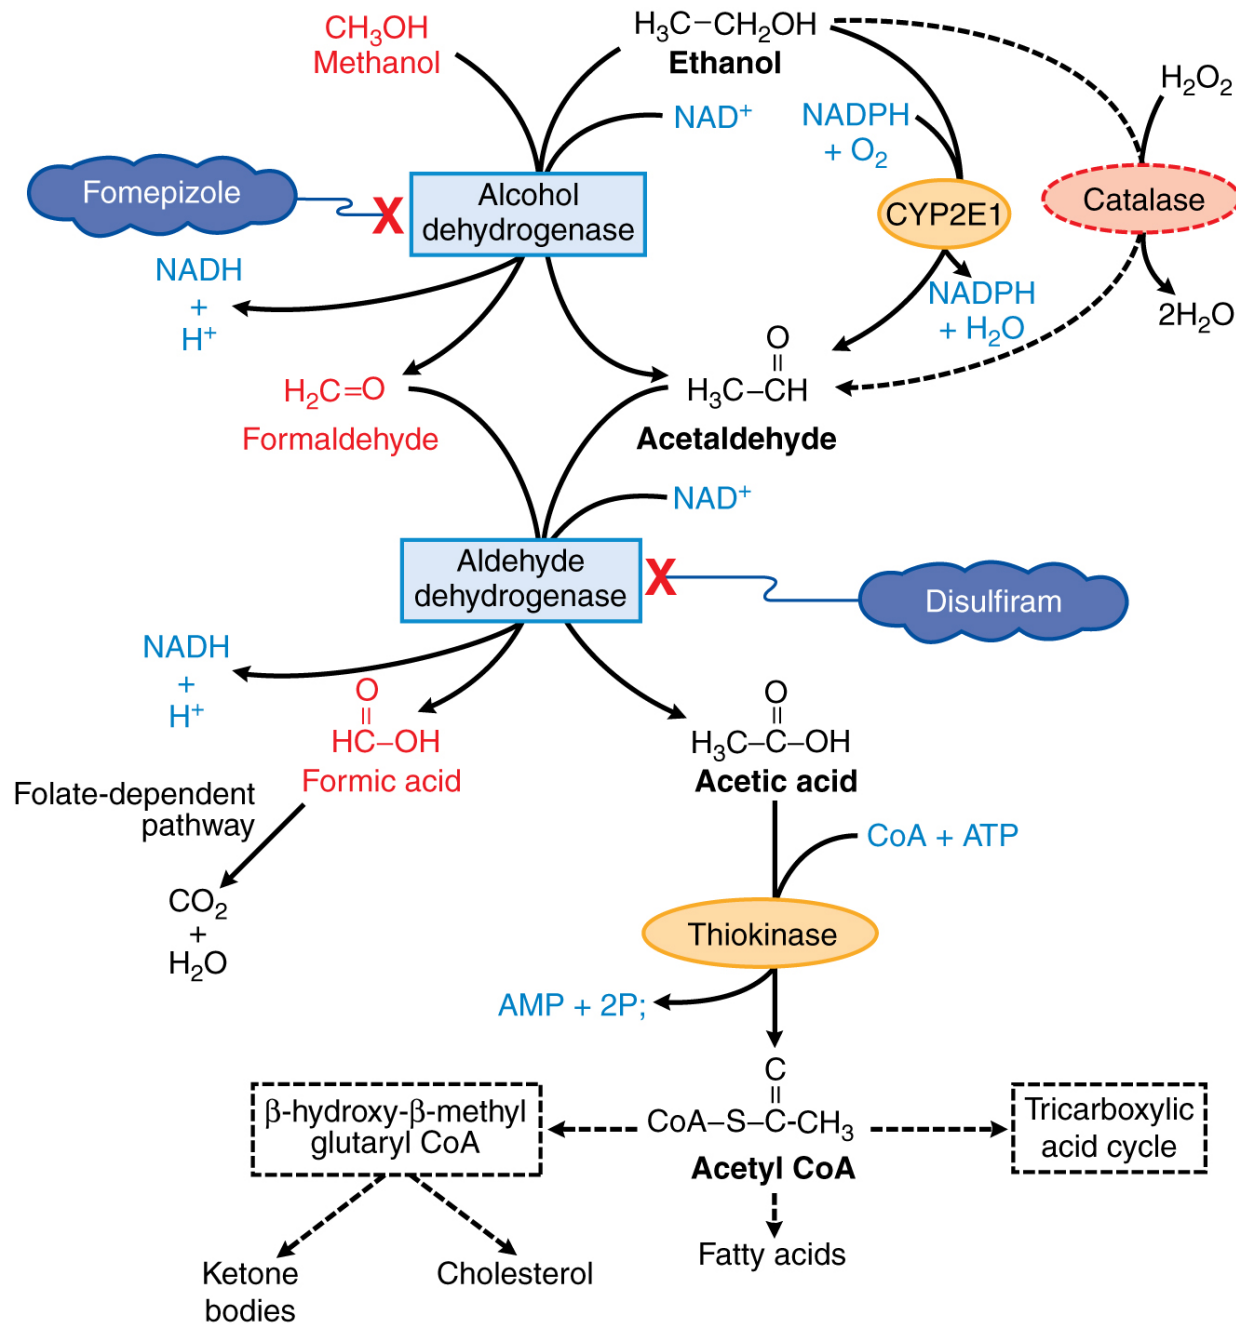 CH₃OH
Methanol
H₃C–CH₂OH
Ethanol
H₂O₂
NAD⁺
NADPH
+ O₂
Fomepizole
X
Alcohol
dehydrogenase
CYP2E1
Catalase
NADH
+
H⁺
NADPH
+ H₂O
2H₂O
H₂C=O
Formaldehyde
O
H₃C–CH
Acetaldehyde
NAD⁺
Aldehyde
dehydrogenase
X
Disulfiram
NADH
+
H⁺
O
HC–OH
Formic acid
O
H₃C–C–OH
Acetic acid
Folate-dependent
pathway
CO₂
+
H₂O
CoA + ATP
Thiokinase
AMP + 2P;
C
CoA–S–C-CH₃
Acetyl CoA
β-hydroxy-β-methyl
glutaryl CoA
Tricarboxylic
acid cycle
Fatty acids
Ketone
bodies
Cholesterol